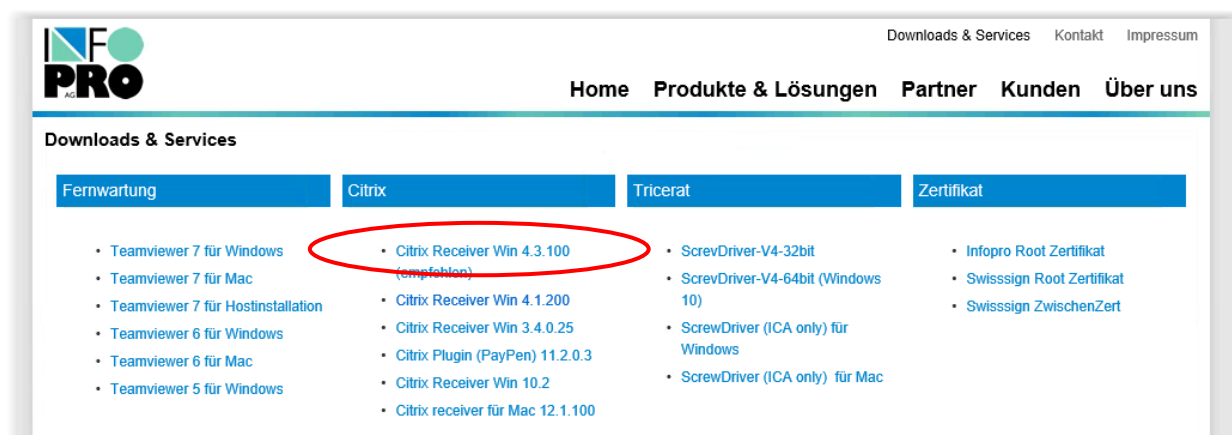 INFO
PRO
AG
Downloads & Services Kontakt Impressum
Home Produkte & Lösungen Partner Kunden Über uns
Downloads & Services
Fernwartung
• Teamviewer 7 für Windows
• Teamviewer 7 für Mac
• Teamviewer 7 für Hostinstallation
• Teamviewer 6 für Windows
• Teamviewer 6 für Mac
• Teamviewer 5 für Windows
Citrix
• Citrix Receiver Win 4.3.100
(empfohlen)
• Citrix Receiver Win 4.1.200
• Citrix Receiver Win 3.4.0.25
• Citrix Plugin (PayPen) 11.2.0.3
• Citrix Receiver Win 10.2
• Citrix receiver für Mac 12.1.100
Tricerat
• ScrevDriver-V4-32bit
• ScrewDriver-V4-64bit (Windows
10)
• ScrewDriver (ICA only) für
Windows
• ScrewDriver (ICA only) für Mac
Zertifikat
• Infopro Root Zertifikat
• Swisssign Root Zertifikat
• Swisssign ZwischenZert